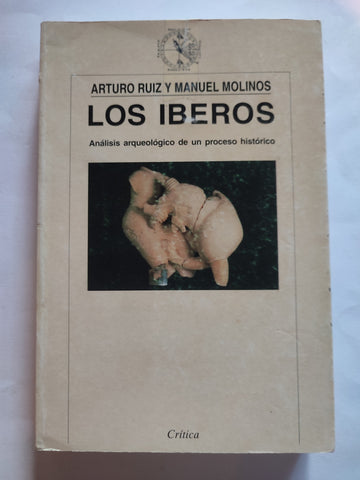 ARTURO RUIZ Y MANUEL MOLINOS
LOS IBEROS
Análisis arqueológico de un proceso histórico
Crítica